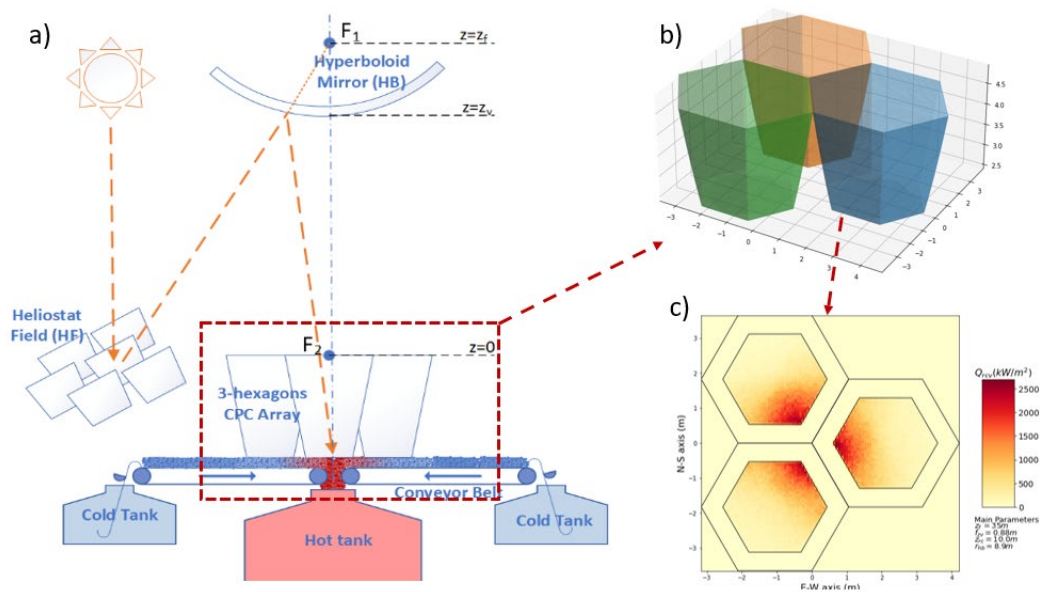 a)
F1
z=zf
Hyperboloid
Mirror (HB)
z=zv
Heliostat
Field (HF)
F2
z=0
3-hexagons
CPC Array
Conveyor Belt
Cold Tank
Hot tank
Cold Tank
b)
4.5
4.0
3.5
3.0
2.5
−3
−2
−1
0
1
2
3
4
3
2
1
0
−1
−2
−3
c)
Qrcv(kW/m²)
2500
2000
1500
1000
500
0
N-S axis (m)
3
2
1
0
−1
−2
−3
−3 −2 −1 0 1 2 3 4
E-W axis (m)
Main Parameters
zf = 35m
fzv = 0.88m
Zrc = 10.0m
rhb = 8.9m